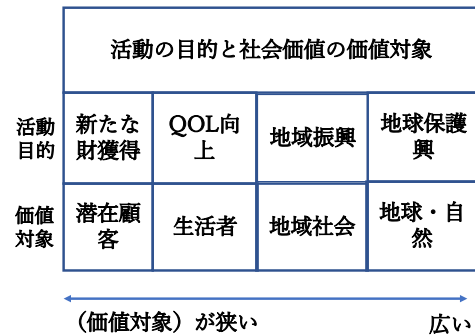 活動の目的と社会価値の価値対象
活動
目的
新たな
財獲得
QOL向
上
地域振興
地球保護
興
価値
対象
潜在顧客
生活者
地域社会
地球・自
然
(価値対象)が狭い
広い